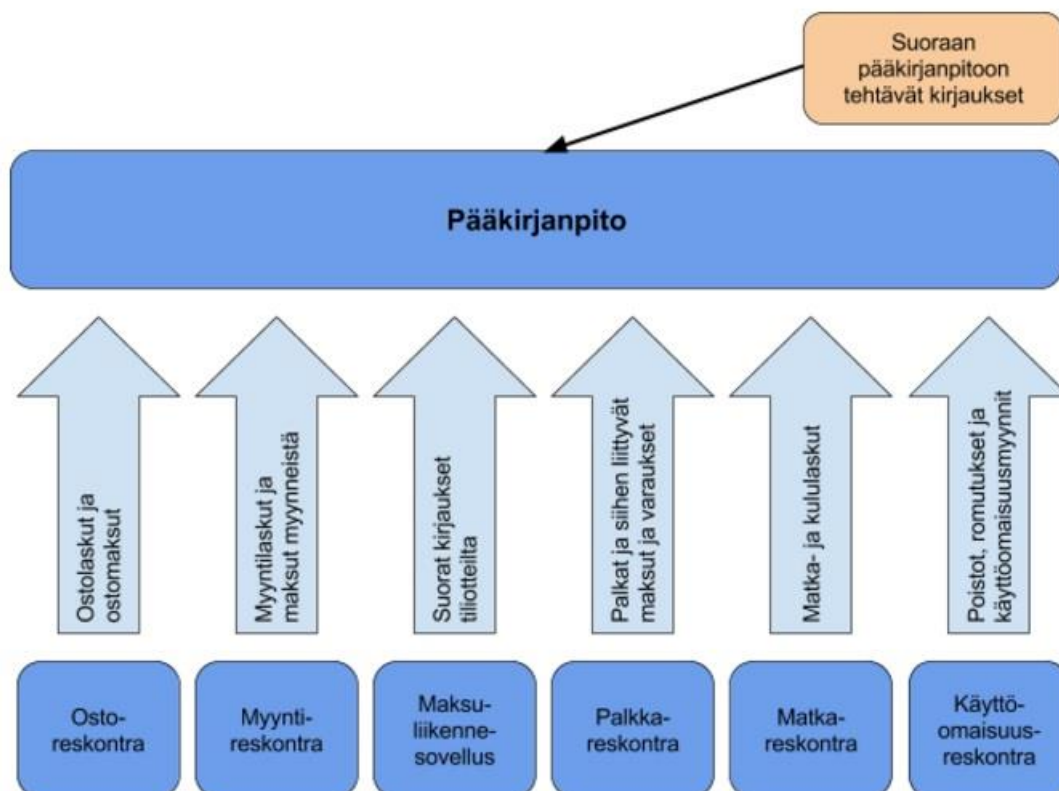 Suoraan
pääkirjanpitoon
tehtävät kirjaukset
Pääkirjanpito
Ostolaskut ja
ostomaksut
Myyntilaskut ja
maksut myynneistä
Suorat kirjaukset
tiliotteilta
Palkat ja siihen liittyvät
maksut ja varaukset
Matka- ja kululaskut
Poistot, romutukset ja
käyttöomaisuusmyynnit
Osto-
reskontra
Myynti-
reskontra
Maksu-
liikenne-
sovellus
Palkka-
reskontra
Matka-
reskontra
Käyttö-
omaisuus-
reskontra